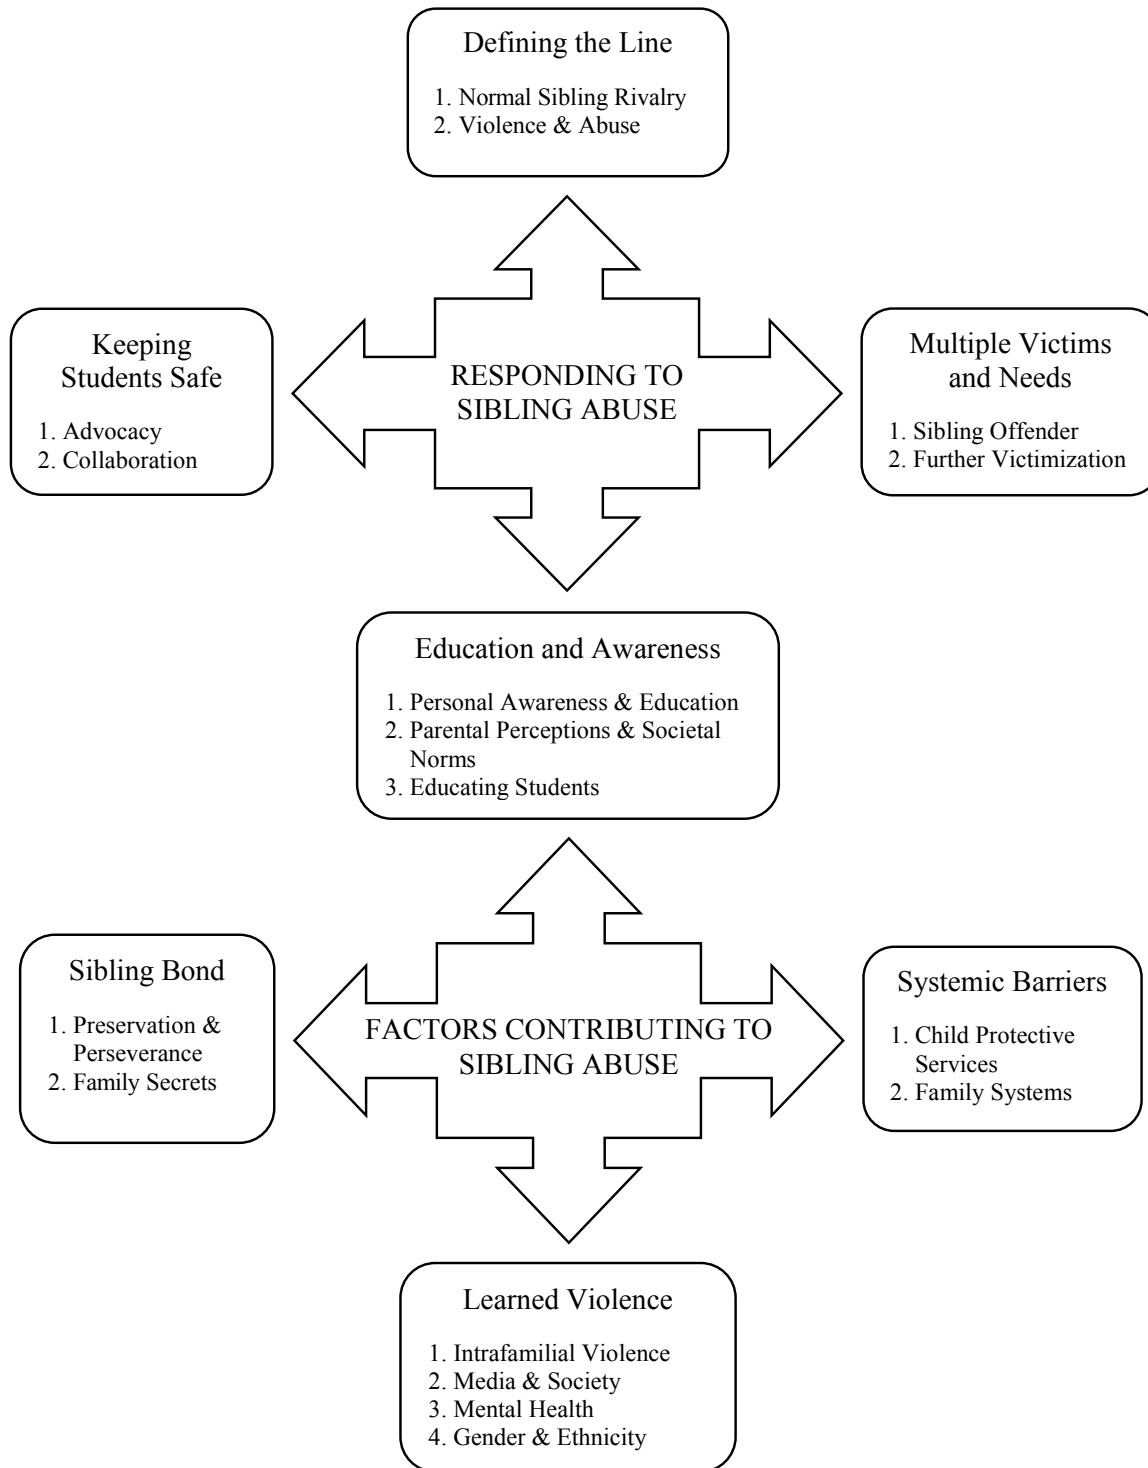 Defining the Line
1. Normal Sibling Rivalry
2. Violence & Abuse
Keeping
Students Safe
1. Advocacy
2. Collaboration
RESPONDING TO
SIBLING ABUSE
Multiple Victims
and Needs
1. Sibling Offender
2. Further Victimization
Education and Awareness
1. Personal Awareness & Education
2. Parental Perceptions & Societal
Norms
3. Educating Students
Sibling Bond
1. Preservation &
Perseverance
2. Family Secrets
FACTORS CONTRIBUTING TO
SIBLING ABUSE
Systemic Barriers
1. Child Protective
Services
2. Family Systems
Learned Violence
1. Intrafamilial Violence
2. Media & Society
3. Mental Health
4. Gender & Ethnicity